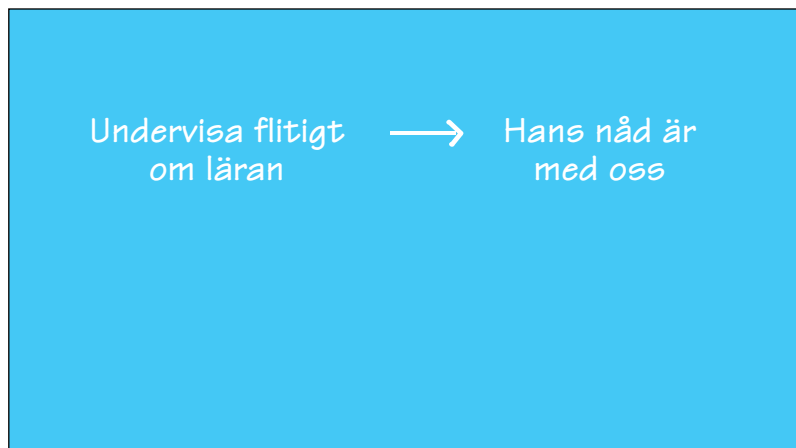 Undervisa flitigt → Hans nåd är
om läran med oss